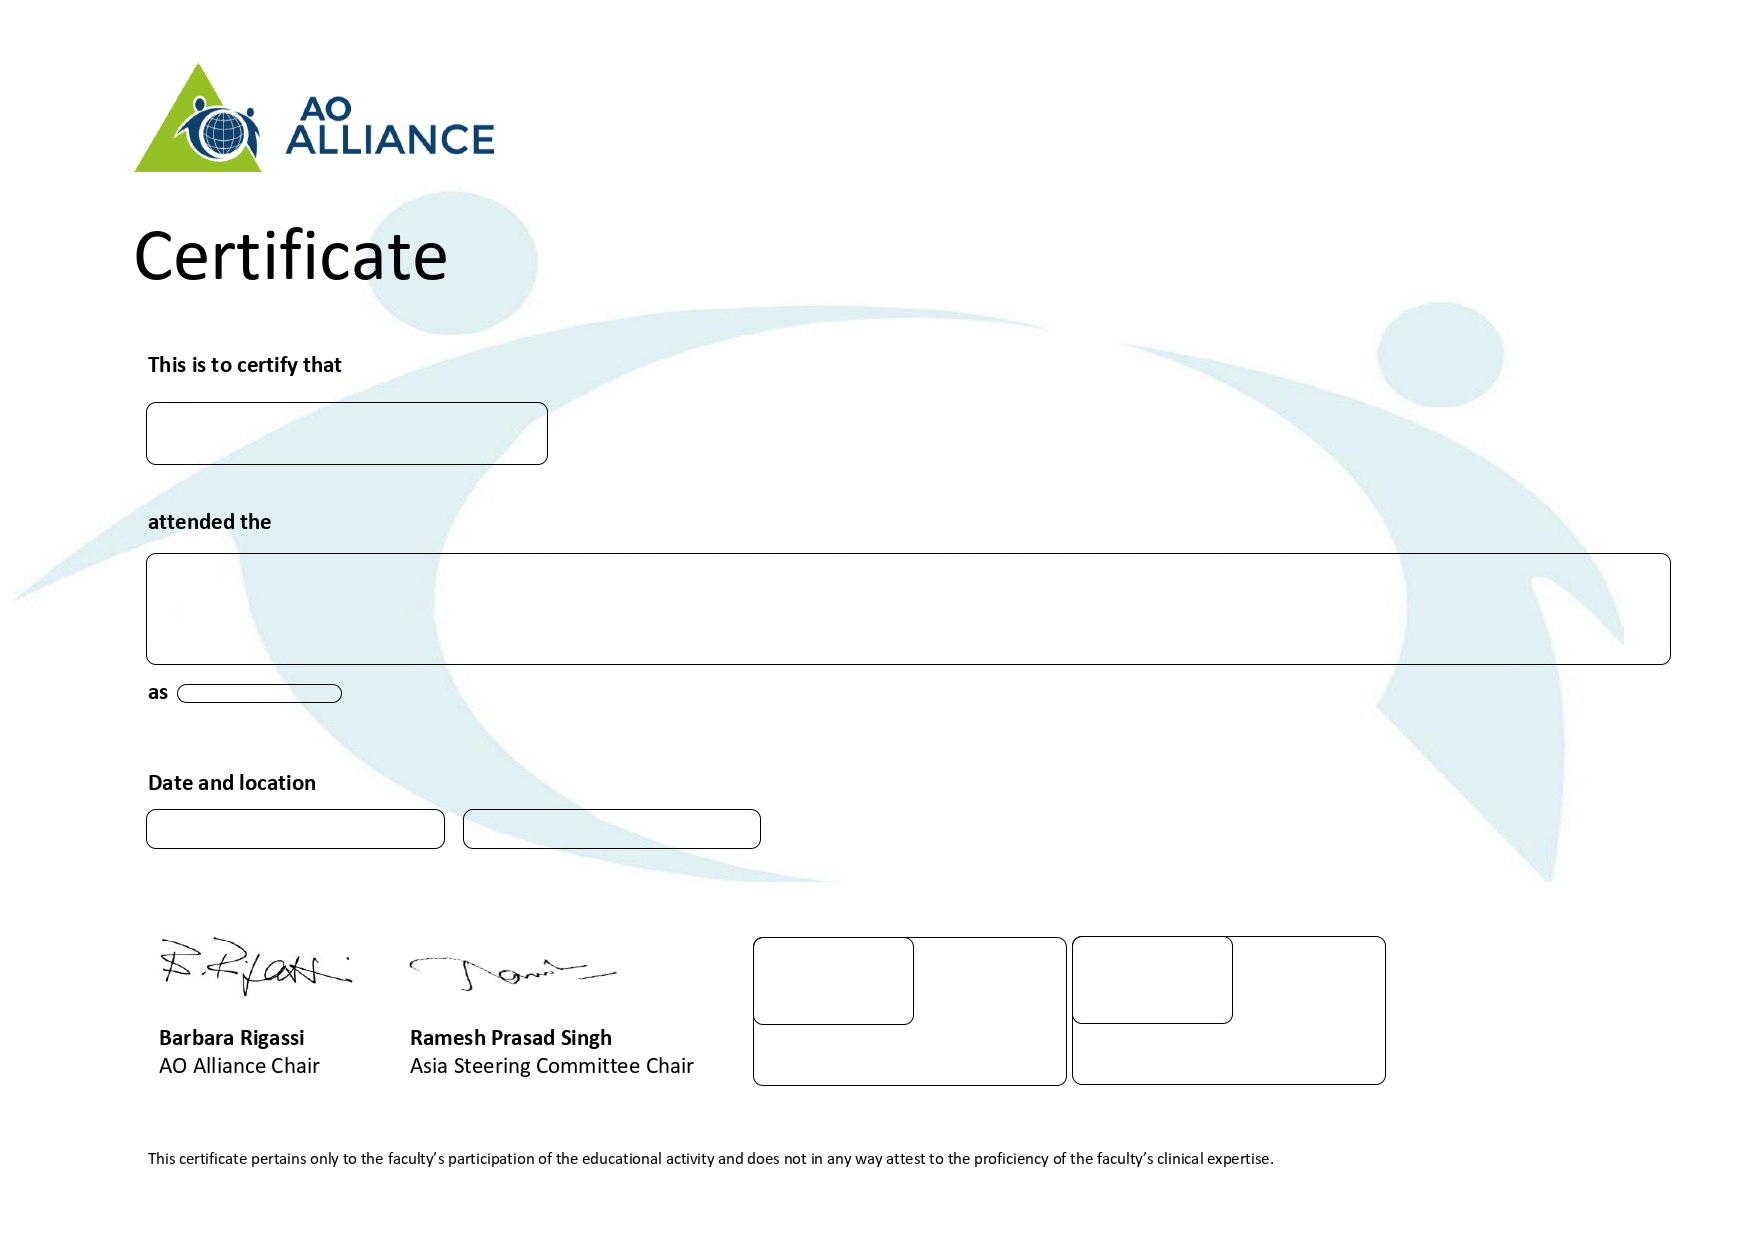 AO
ALLIANCE
Certificate
This is to certify that
attended the
as
Date and location
B. Rigassi
Barbara Rigassi
AO Alliance Chair
Ramesh Prasad Singh
Asia Steering Committee Chair
This certificate pertains only to the faculty’s participation of the educational activity and does not in any way attest to the proficiency of the faculty’s clinical expertise.